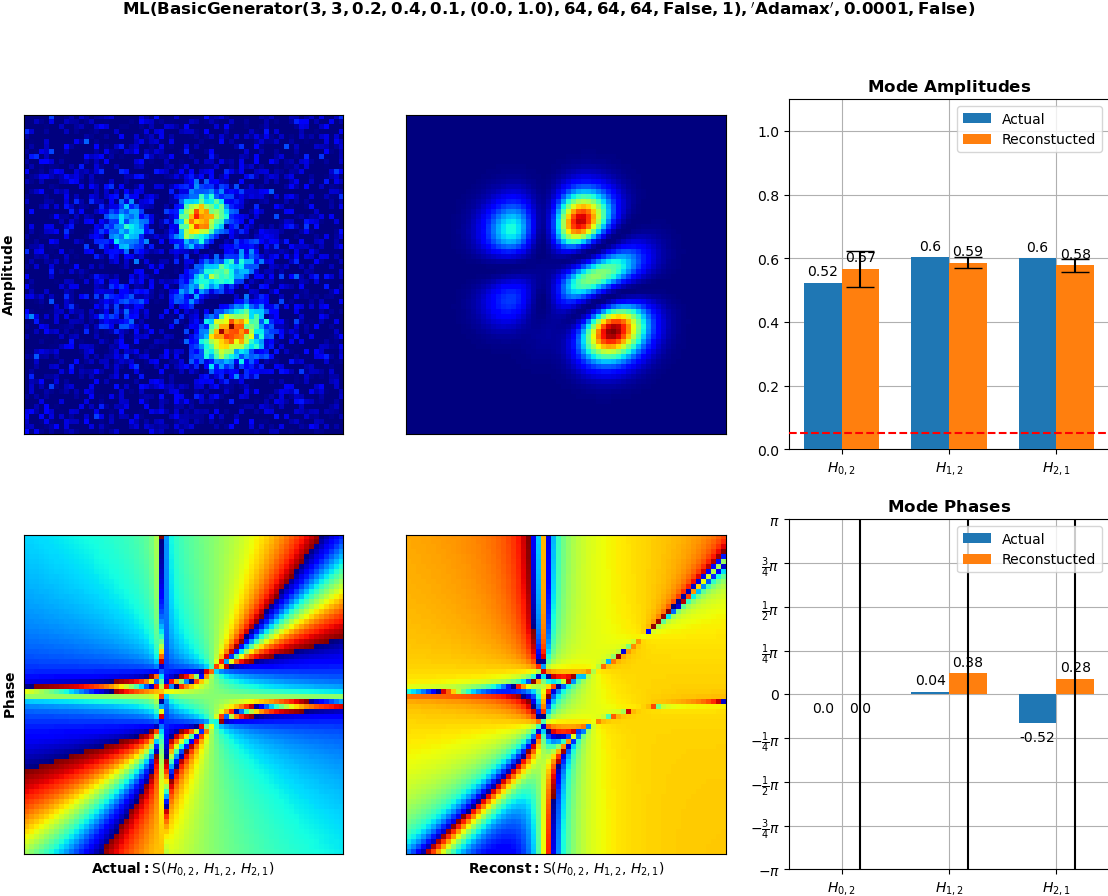 ML(BasicGenerator(3, 3, 0.2, 0.4, 0.1, (0.0, 1.0), 64, 64, 64, False, 1), 'Adamax', 0.0001, False)
Amplitude
Mode Amplitudes
Actual
Reconstucted
1.0
0.8
0.6
0.4
0.2
0.0
0.52
0.57
0.6
0.59
0.6
0.58
H0,2
H1,2
H2,1
Phase
Actual: S(H0,2, H1,2, H2,1)
Reconst: S(H0,2, H1,2, H2,1)
Mode Phases
Actual
Reconstucted
π
3/4π
1/2π
1/4π
0
−1/4π
−1/2π
−3/4π
−π
0.0
0.0
0.04
0.38
-0.52
0.28
H0,2
H1,2
H2,1